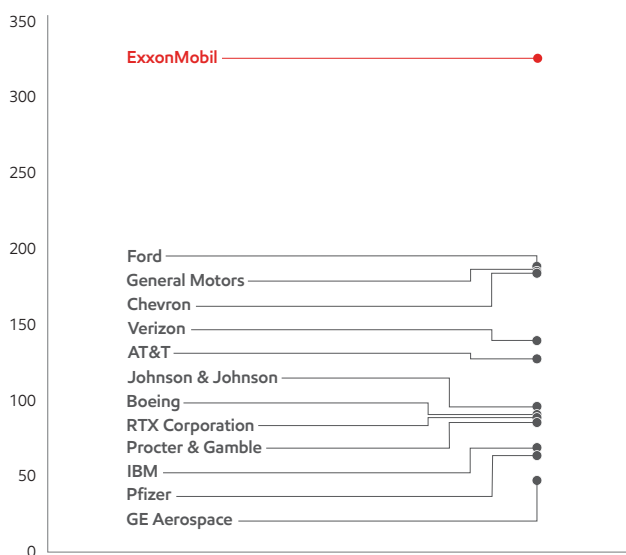 350
ExxonMobil
300
250
200
Ford
General Motors
Chevron
150
Verizon
AT&T
Johnson & Johnson
100
Boeing
RTX Corporation
Procter & Gamble
50
IBM
Pfizer
GE Aerospace
0